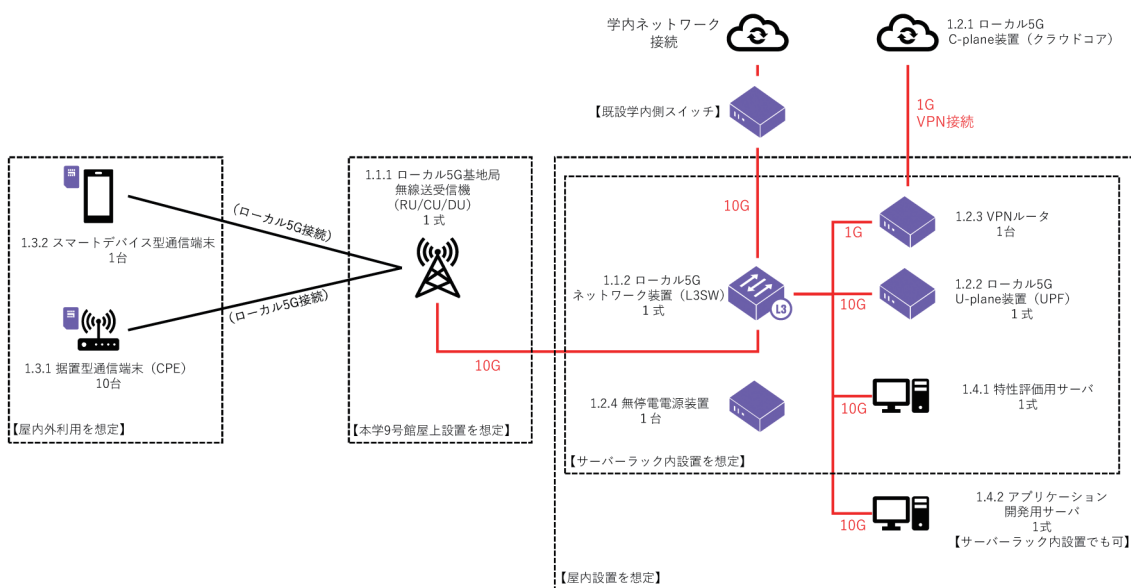 学内ネットワーク
接続
1.2.1 ローカル5G
C-plane装置（クラウドコア）
【既設学内側スイッチ】
1G
VPN接続
1.3.2 スマートデバイス型通信端末
1台
1.3.1 据置型通信端末（CPE）
10台
【屋内外利用を想定】
（ローカル5G接続）
（ローカル5G接続）
1.1.1 ローカル5G基地局
無線送受信機
（RU/CU/DU）
1 式
【本学9号館屋上設置を想定】
10G
10G
1.1.2 ローカル5G
ネットワーク装置（L3SW）
1 式
L3
1G
1.2.3 VPNルータ
1台
10G
1.2.2 ローカル5G
U-plane装置（UPF）
1 式
1.2.4 無停電電源装置
1 台
10G
1.4.1 特性評価用サーバ
1式
【サーバーラック内設置を想定】
10G
1.4.2 アプリケーション
開発用サーバ
1式
【サーバーラック内設置でも可】
【屋内設置を想定】